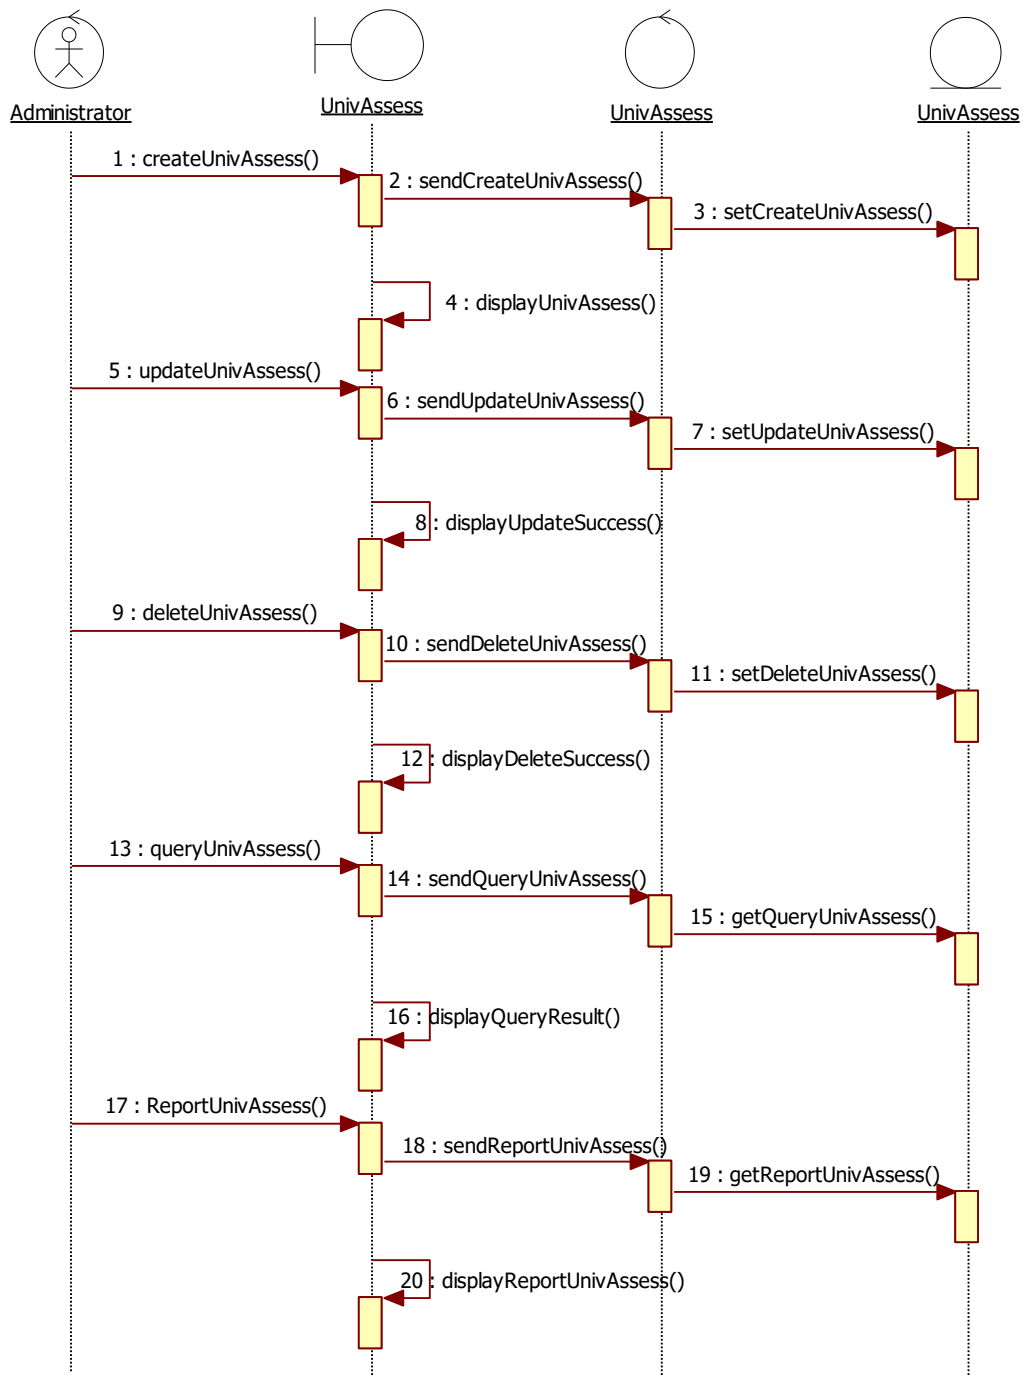 Administrator
UnivAssess
UnivAssess
UnivAssess
1 : createUnivAssess()
2 : sendCreateUnivAssess()
3 : setCreateUnivAssess()
4 : displayUnivAssess()
5 : updateUnivAssess()
6 : sendUpdateUnivAssess()
7 : setUpdateUnivAssess()
8 : displayUpdateSuccess()
9 : deleteUnivAssess()
10 : sendDeleteUnivAssess()
11 : setDeleteUnivAssess()
12 : displayDeleteSuccess()
13 : queryUnivAssess()
14 : sendQueryUnivAssess()
15 : getQueryUnivAssess()
16 : displayQueryResult()
17 : ReportUnivAssess()
18 : sendReportUnivAssess()
19 : getReportUnivAssess()
20 : displayReportUnivAssess()